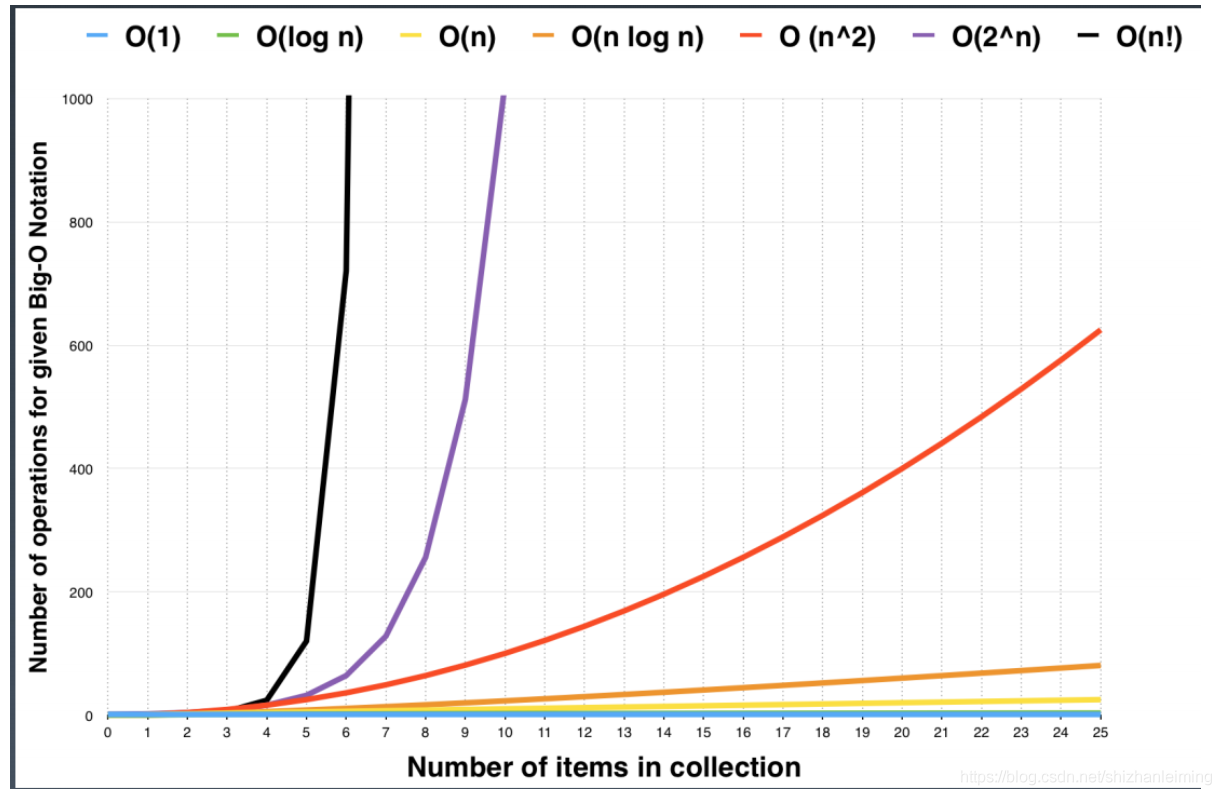 O(1) O(log n) O(n) O(n log n) O (n^2) O(2^n) O(n!)
Number of operations for given Big-O Notation
1000
800
600
400
200
0
0 1 2 3 4 5 6 7 8 9 10 11 12 13 14 15 16 17 18 19 20 21 22 23 24 25
Number of items in collection
https://blog.csdn.net/shizhanleiming